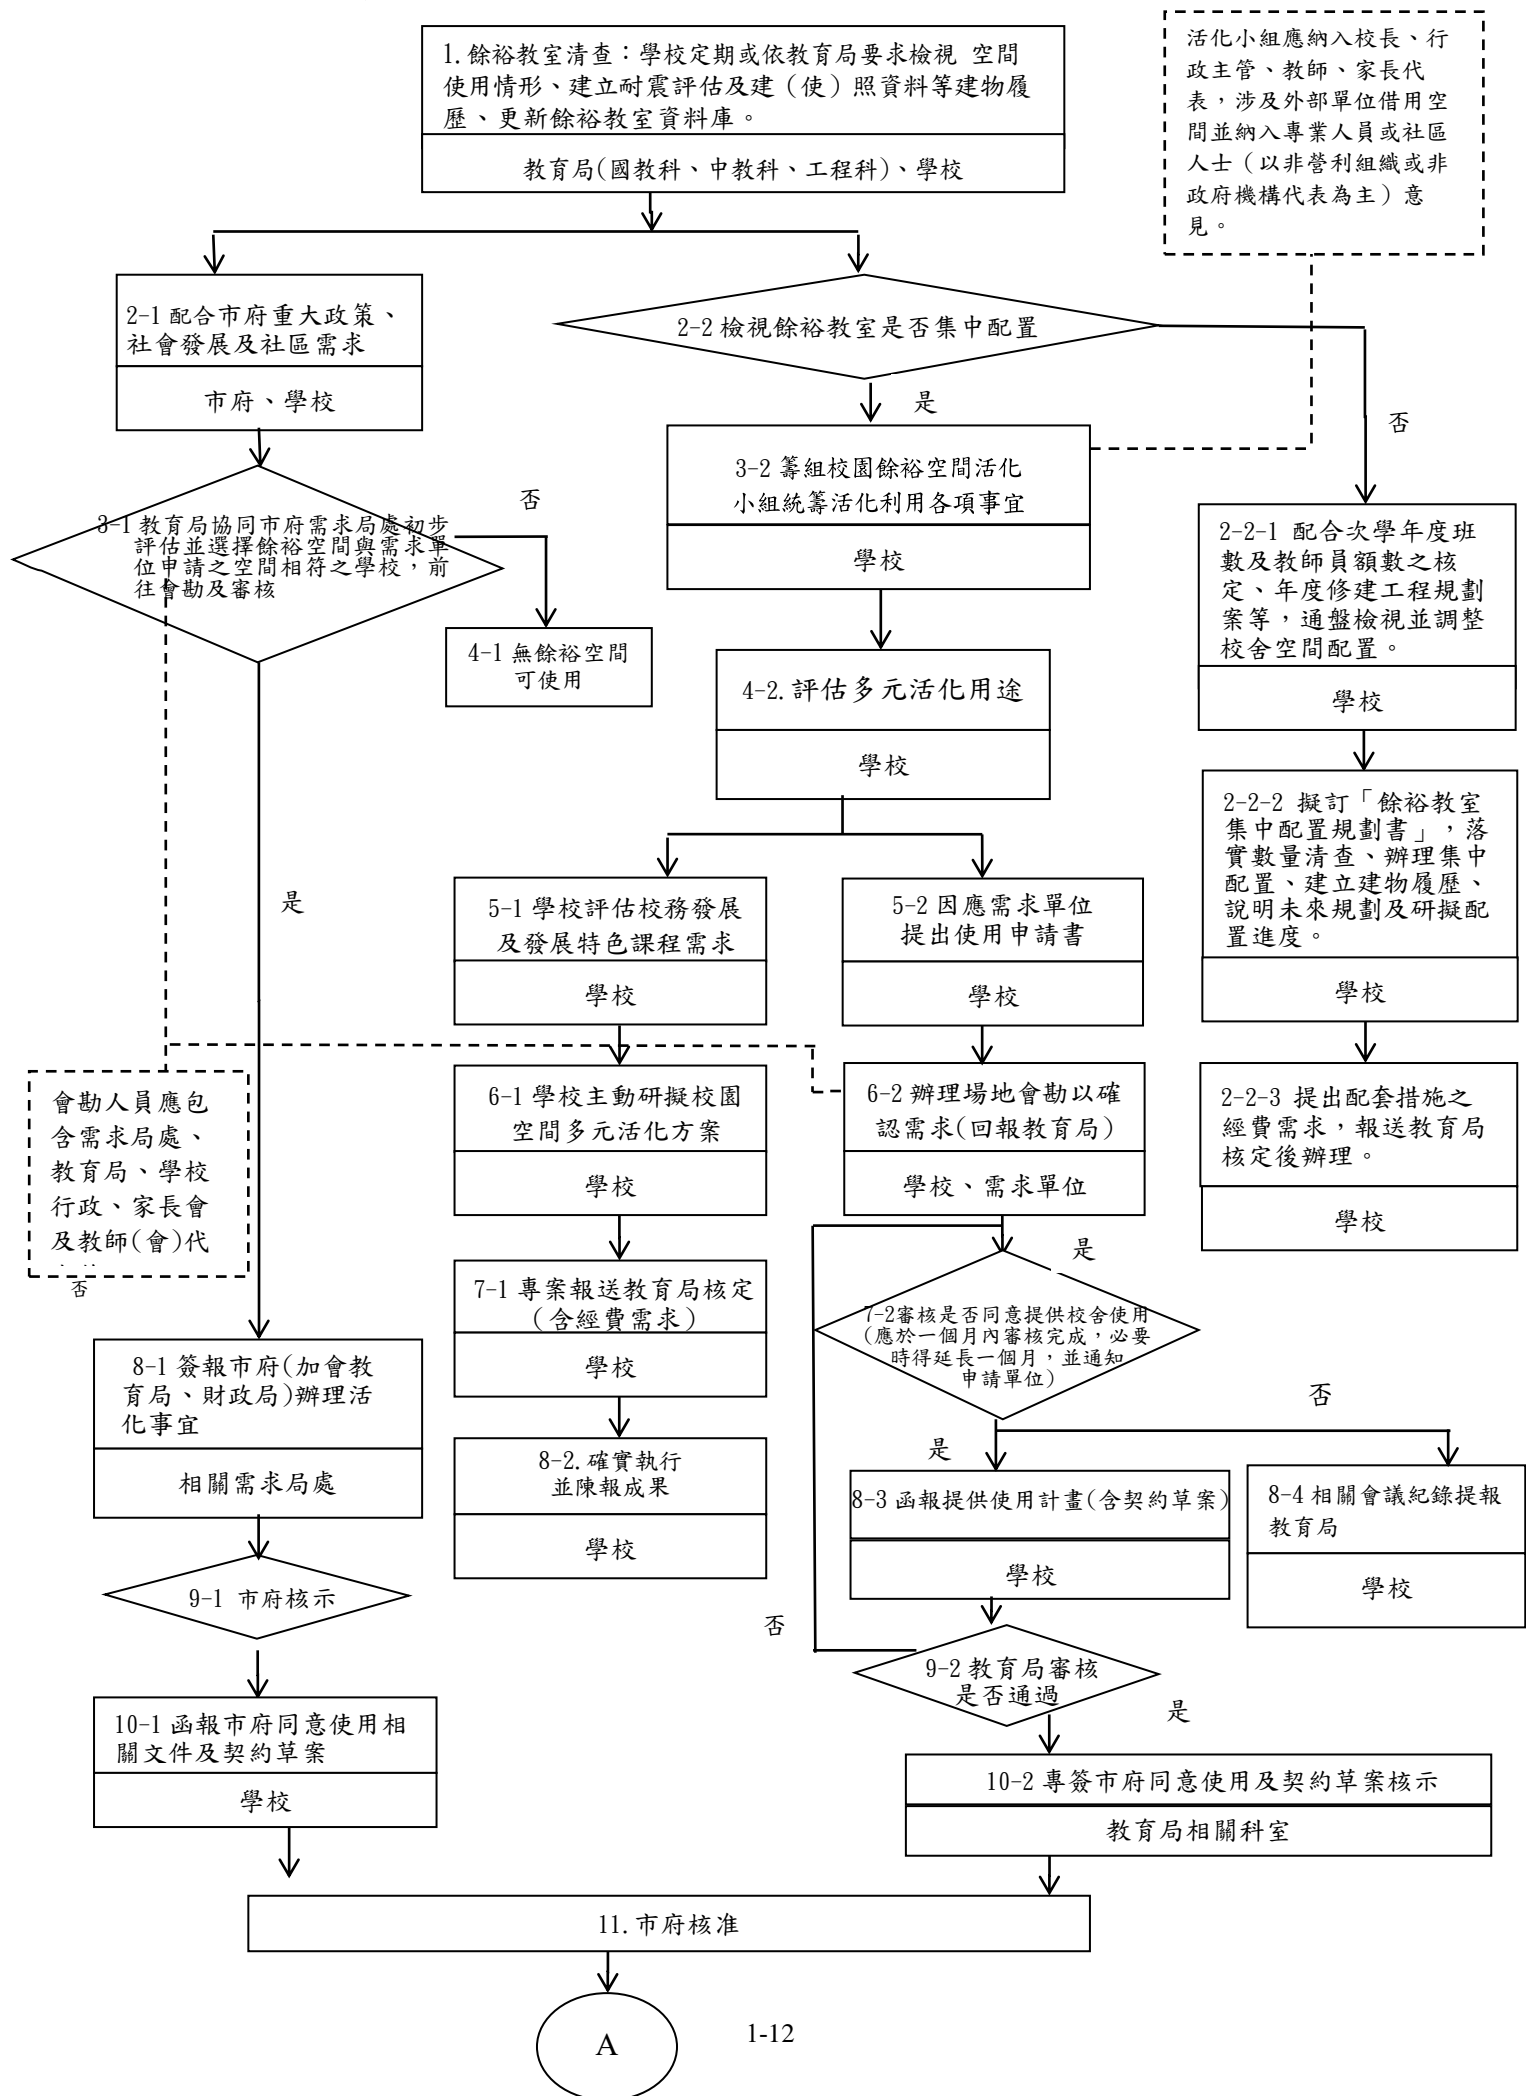 1.餘裕教室清查：學校定期或依教育局要求檢視 空間
使用情形、建立耐震評估及建（使）照資料等建物履
歷、更新餘裕教室資料庫。
教育局(國教科、中教科、工程科)、學校
活化小組應納入校長、行
政主管、教師、家長代
表，涉及外部單位借用空
間並納入專業人員或社區
人士（以非營利組織或非
政府機構代表為主）意
見。
2-1 配合市府重大政策、
社會發展及社區需求
市府、學校
2-2 檢視餘裕教室是否集中配置
是
否
3-1 教育局協同市府需求局處初步
評估並選擇餘裕空間與需求單
位申請之空間相符之學校，前
往會勘及審核
否
4-1 無餘裕空間
可使用
3-2 籌組校園餘裕空間活化
小組統籌活化利用各項事宜
學校
2-2-1 配合次學年度班
數及教師員額數之核
定、年度修建工程規劃
案等，通盤檢視並調整
校舍空間配置。
學校
4-2.評估多元活化用途
學校
2-2-2 擬訂「餘裕教室
集中配置規劃書」，落
實數量清查、辦理集中
配置、建立建物履歷、
說明未來規劃及研擬配
置進度。
學校
是
5-1 學校評估校務發展
及發展特色課程需求
學校
5-2 因應需求單位
提出使用申請書
學校
會勘人員應包
含需求局處、
教育局、學校
行政、家長會
及教師(會)代
否
6-1 學校主動研擬校園
空間多元活化方案
學校
6-2 辦理場地會勘以確
認需求(回報教育局)
學校、需求單位
2-2-3 提出配套措施之
經費需求，報送教育局
核定後辦理。
學校
是
7-1 專案報送教育局核定
（含經費需求）
學校
7-2審核是否同意提供校舍使用
(應於一個月內審核完成，必要
時得延長一個月，並通知
申請單位)
8-1 簽報市府(加會教
育局、財政局)辦理活
化事宜
相關需求局處
否
是
8-2.確實執行
並陳報成果
學校
8-3 函報提供使用計畫(含契約草案)
學校
8-4 相關會議紀錄提報
教育局
學校
9-1 市府核示
否
9-2 教育局審核
是否通過
是
10-1 函報市府同意使用相
關文件及契約草案
學校
10-2 專簽市府同意使用及契約草案核示
教育局相關科室
11.市府核准
A
1-12